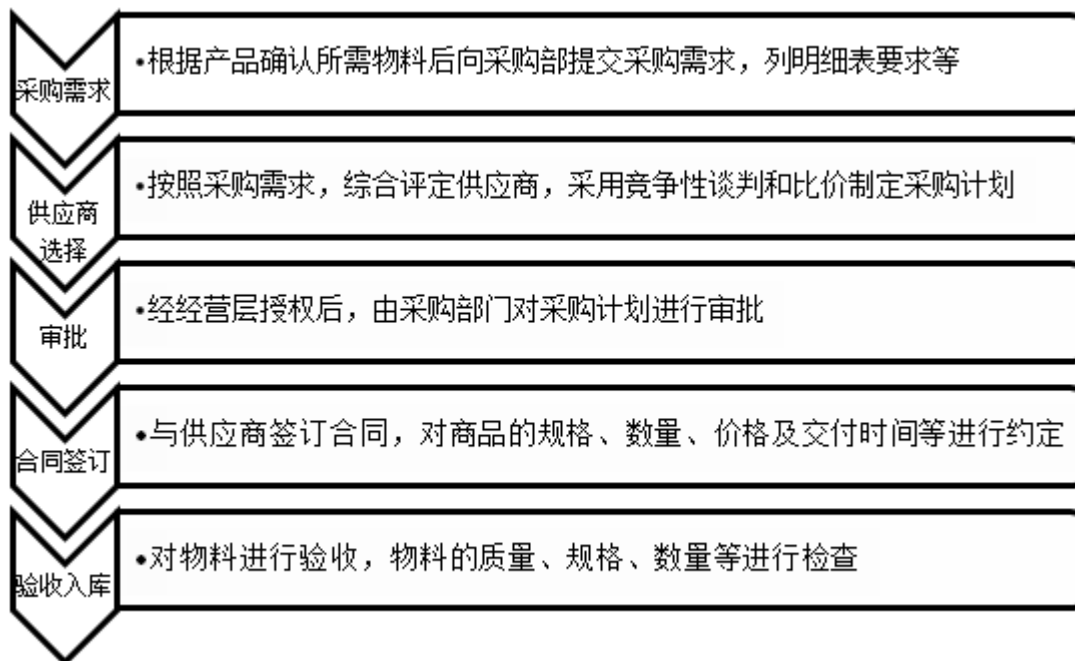 采购需求
•根据产品确认所需物料后向采购部提交采购需求，列明细表要求等
供应商
选择
•按照采购需求，综合评定供应商，采用竞争性谈判和比价制定采购计划
审批
•经经营层授权后，由采购部门对采购计划进行审批
合同签订
•与供应商签订合同，对商品的规格、数量、价格及交付时间等进行约定
验收入库
•对物料进行验收，物料的质量、规格、数量等进行检查